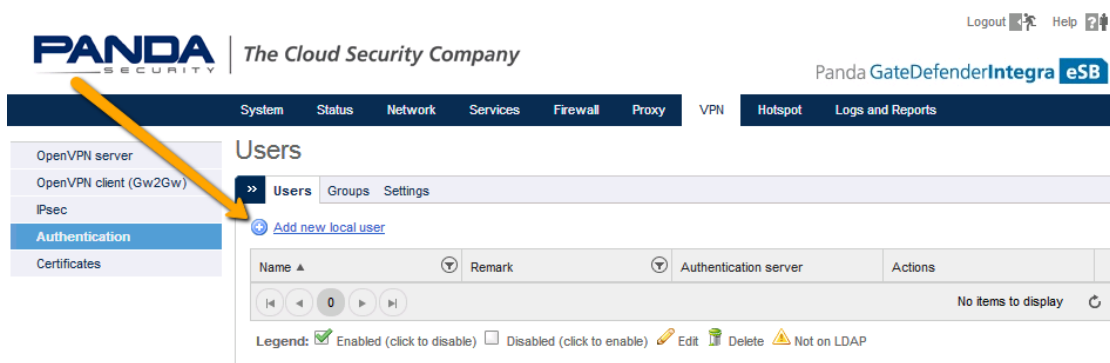 Logout Help
PANDA SECURITY The Cloud Security Company
Panda GateDefenderIntegra eSB
System Status Network Services Firewall Proxy VPN Hotspot Logs and Reports
OpenVPN server
OpenVPN client (Gw2Gw)
IPsec
Authentication
Certificates
Users
» Users Groups Settings
Add new local user
Name Remark Authentication server Actions
0 No items to display
Legend: Enabled (click to disable) Disabled (click to enable) Edit Delete Not on LDAP